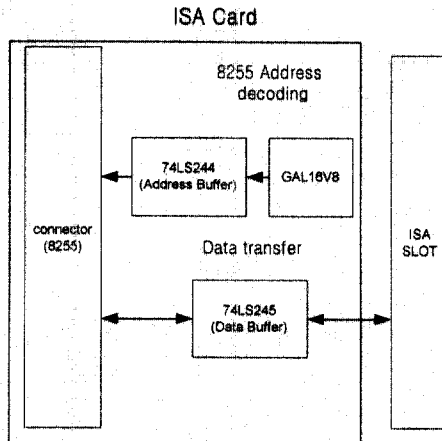 ISA Card
8255 Address
decoding
74LS244
(Address Buffer)
GAL16V8
connector
(8255)
ISA
SLOT
Data transfer
74LS245
(Data Buffer)